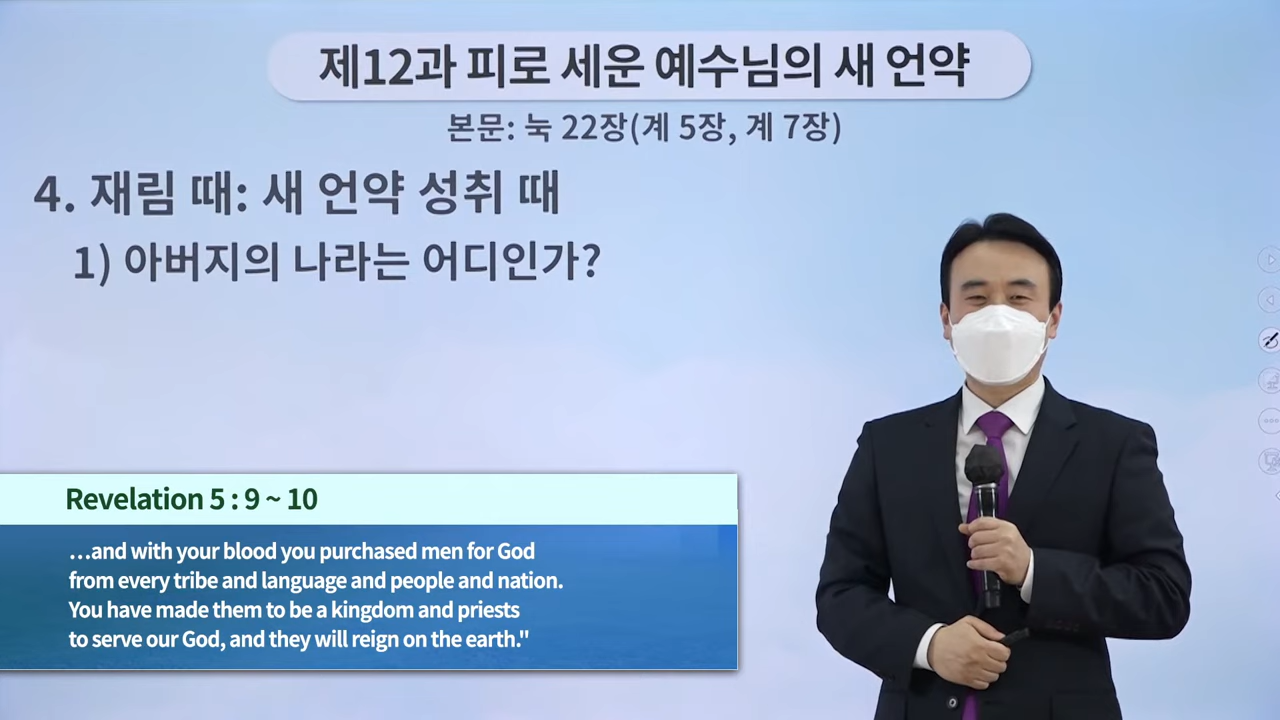 제12과 피로 세운 예수님의 새 언약
본문: 눅 22장(계 5장, 계 7장)
4. 재림 때: 새 언약 성취 때
1) 아버지의 나라는 어디인가?
Revelation 5 : 9 ~ 10
…and with your blood you purchased men for God
from every tribe and language and people and nation.
You have made them to be a kingdom and priests
to serve our God, and they will reign on the earth."